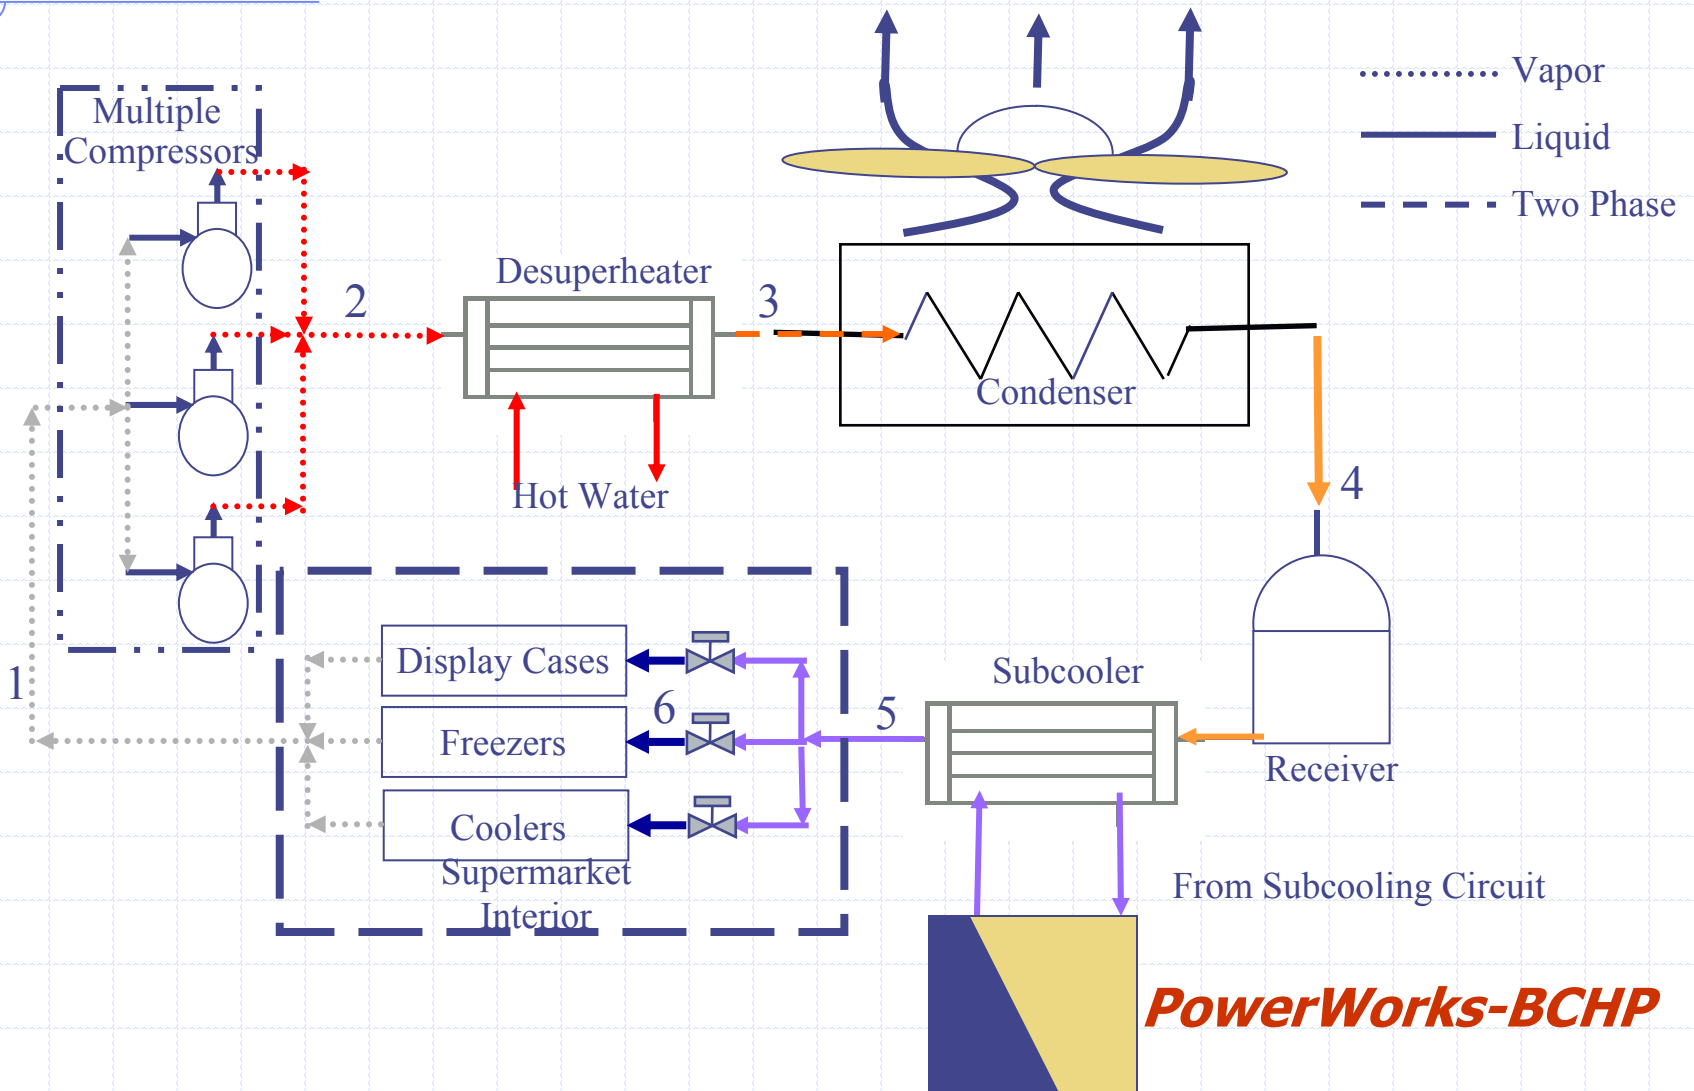 Multiple
Compressors
Vapor
Liquid
Two Phase
Desuperheater
2
3
Condenser
Hot Water
4
1
Display Cases
6
Freezers
5
Coolers
Supermarket
Interior
Subcooler
Receiver
From Subcooling Circuit
PowerWorks-BCHP